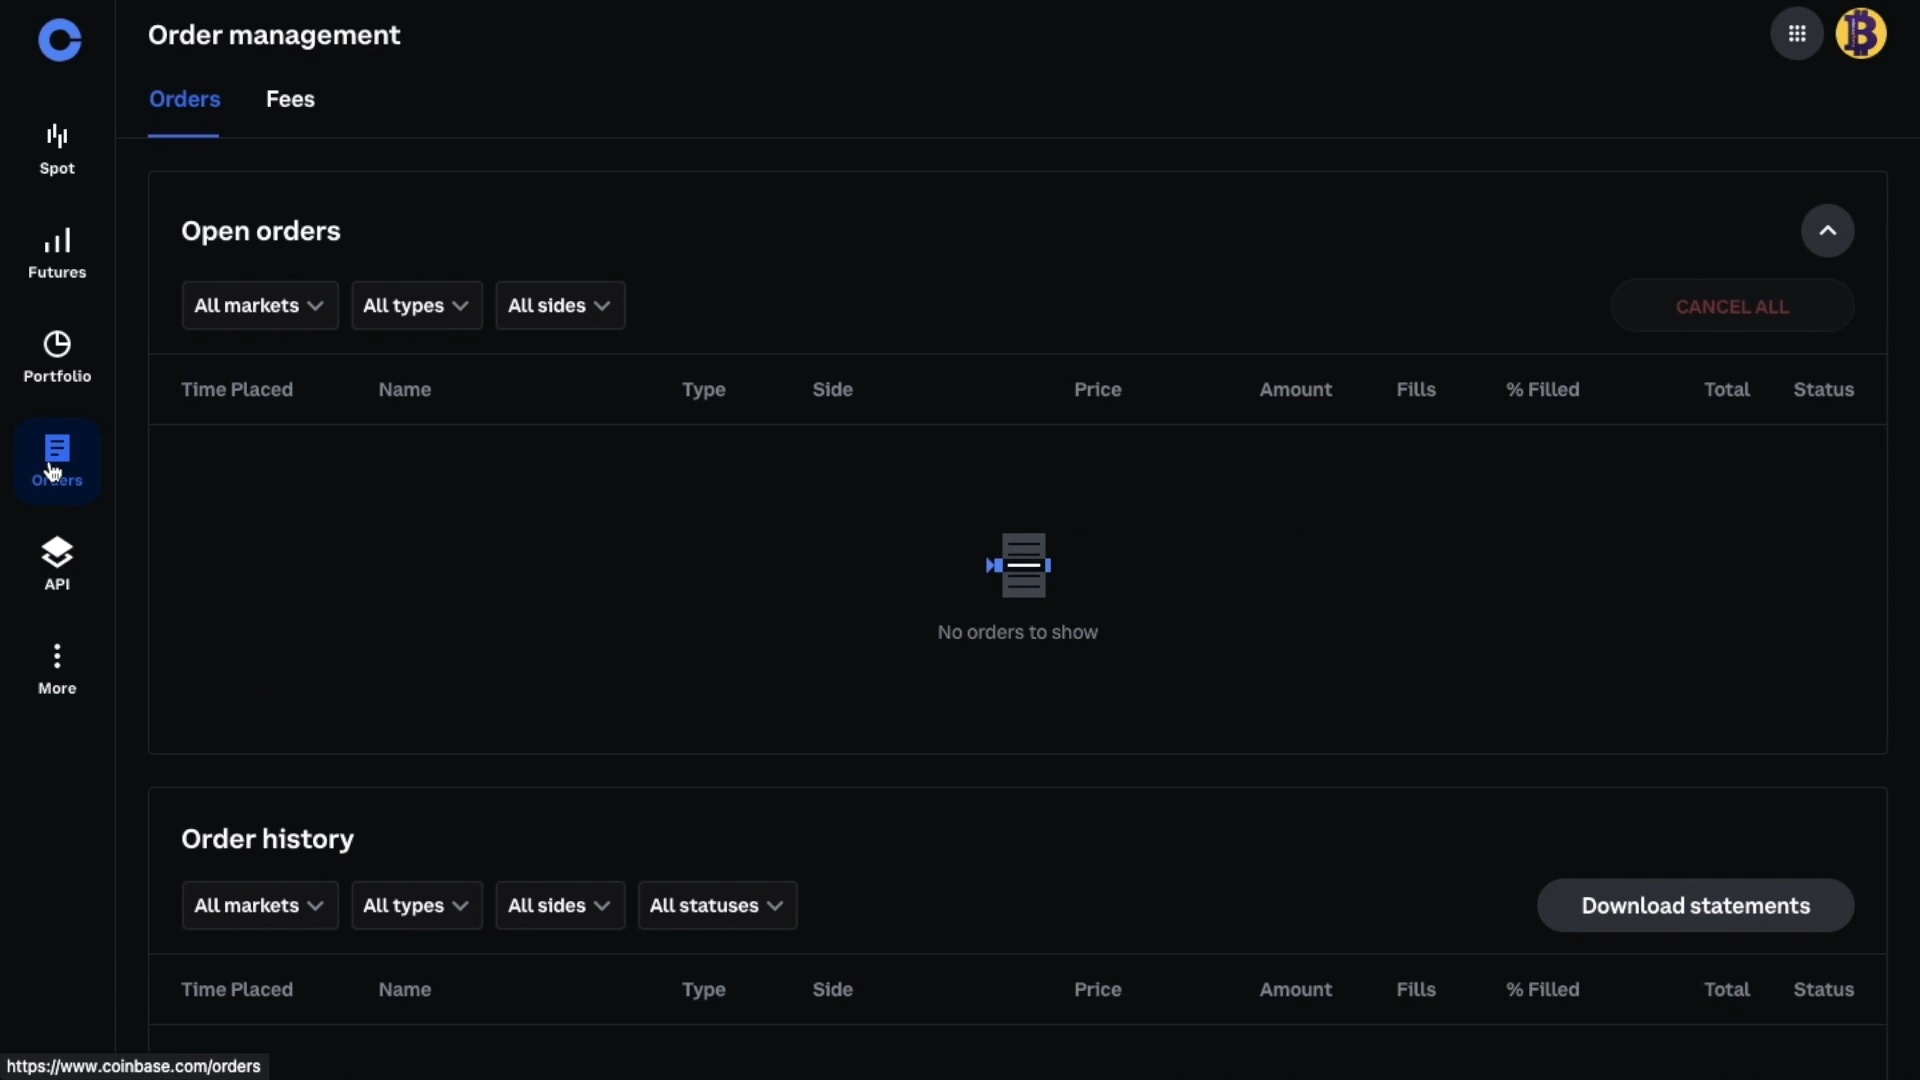 Order management
Orders Fees
Spot
Futures
Portfolio
Orders
API
More
Open orders
All markets All types All sides CANCEL ALL
Time Placed Name Type Side Price Amount Fills % Filled Total Status
No orders to show
Order history
All markets All types All sides All statuses Download statements
Time Placed Name Type Side Price Amount Fills % Filled Total Status
https://www.coinbase.com/orders